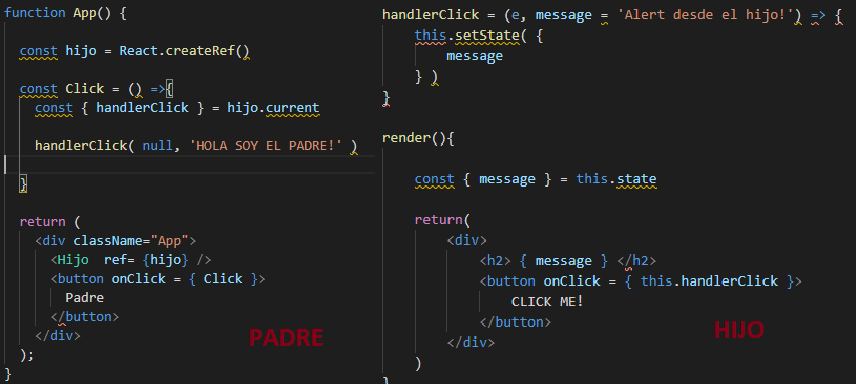 function App() {
const hijo = React.createRef()
const Click = () =>{
const { handlerClick } = hijo.current
handlerClick( null, 'HOLA SOY EL PADRE!' )
}
return (
<div className="App">
<Hijo  ref= {hijo} />
<button onClick = { Click }>
Padre
</button>
</div>
);
}
PADRE
handlerClick = (e, message = 'Alert desde el hijo!') => {
this.setState( {
message
} )
}
render(){
const { message } = this.state
return(
<div>
<h2> { message } </h2>
<button onClick = { this.handlerClick }>
CLICK ME!
</button>
</div>
)
}
HIJO